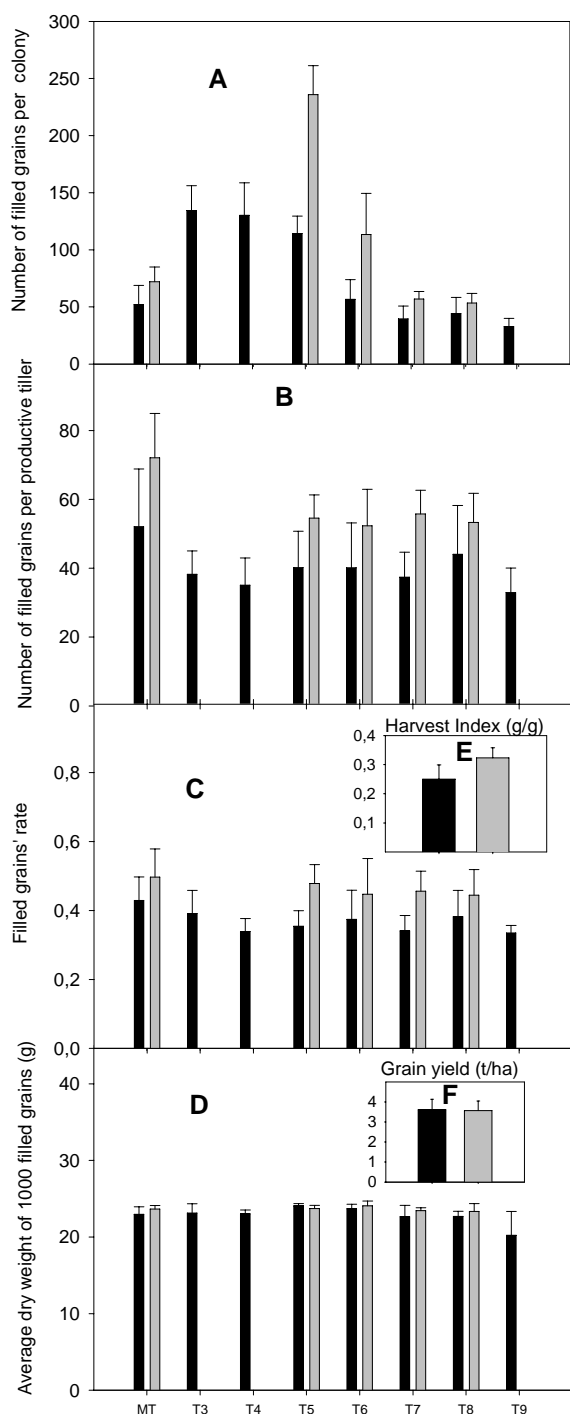 Number of filled grains per colony
300
250
200
150
100
50
0
A
Number of filled grains per productive tiller
80
60
40
20
0
B
Filled grains' rate
0,8
0,6
0,4
0,2
0,0
C
Harvest Index (g/g)
0,4
0,3
0,2
0,1
E
Average dry weight of 1000 filled grains (g)
40
30
20
10
0
D
Grain yield (t/ha)
4
3
2
1
0
F
MT T3 T4 T5 T6 T7 T8 T9